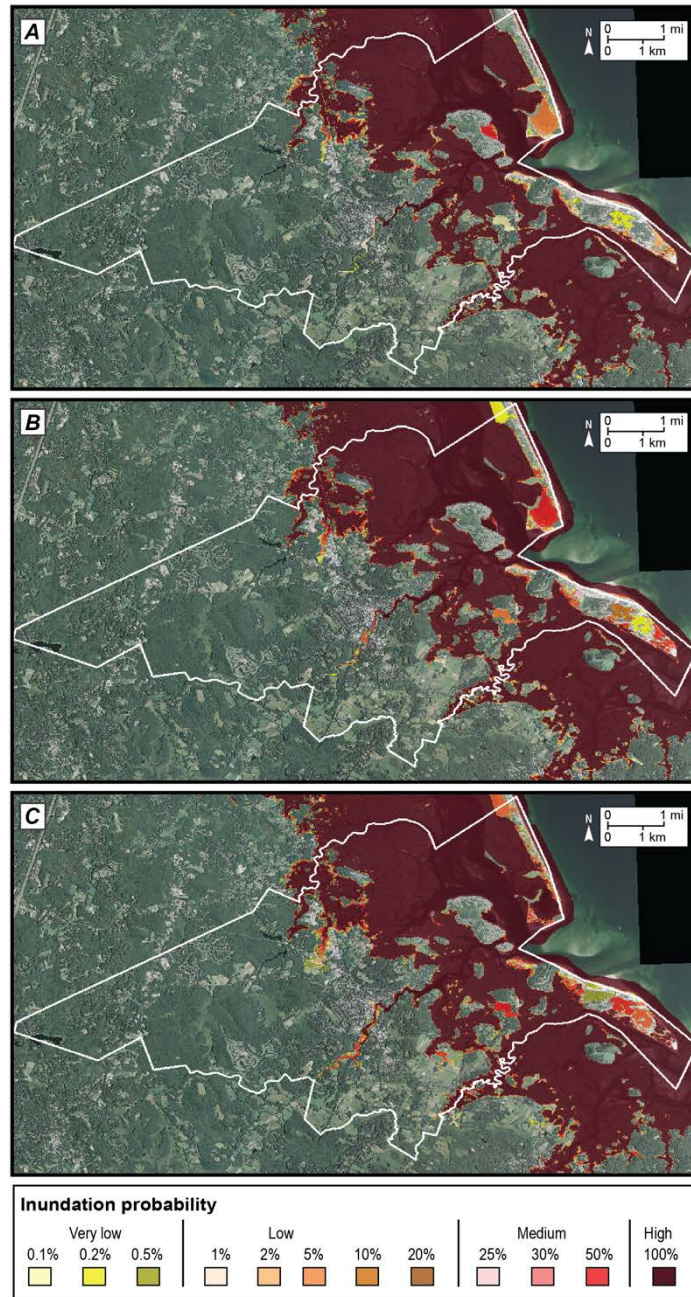 A
0 1 mi
0 1 km
N
B
0 1 mi
0 1 km
N
C
0 1 mi
0 1 km
N
Inundation probability
Very low Low Medium High
0.1% 0.2% 0.5% 1% 2% 5% 10% 20% 25% 30% 50% 100%